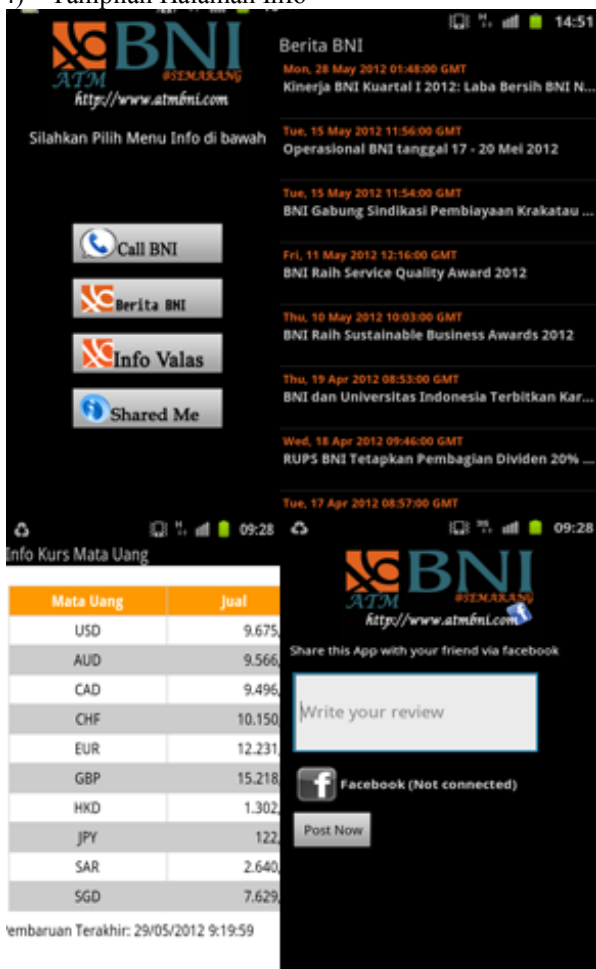 4) Tampilan Halaman Info
BNI
ATM @SEMARANG
http://www.atmbni.com
Silahkan Pilih Menu Info di bawah
Call BNI
Berita BNI
Info Valas
Shared Me
14:51
Berita BNI
Mon, 28 May 2012 01:48:00 GMT
Kinerja BNI Kuartal I 2012: Laba Bersih BNI N...
Tue, 15 May 2012 11:56:00 GMT
Operasional BNI tanggal 17 - 20 Mei 2012
Tue, 15 May 2012 11:54:00 GMT
BNI Gabung Sindikasi Pembiayaan Krakatau ...
Fri, 11 May 2012 12:16:00 GMT
BNI Raih Service Quality Award 2012
Thu, 10 May 2012 10:03:00 GMT
BNI Raih Sustainable Business Awards 2012
Thu, 19 Apr 2012 08:53:00 GMT
BNI dan Universitas Indonesia Terbitkan Kar...
Wed, 18 Apr 2012 09:46:00 GMT
RUPS BNI Tetapkan Pembagian Dividen 20% ...
Tue, 17 Apr 2012 08:57:00 GMT
09:28
Info Kurs Mata Uang
Mata Uang Jual
USD 9.675,
AUD 9.566,
CAD 9.496,
CHF 10.150,
EUR 12.231,
GBP 15.218,
HKD 1.302,
JPY 122,
SAR 2.640,
SGD 7.629,
Pembaruan Terakhir: 29/05/2012 9:19:59
09:28
BNI
ATM @SEMARANG
http://www.atmbni.com
Share this App with your friend via facebook
Write your review
Facebook (Not connected)
Post Now